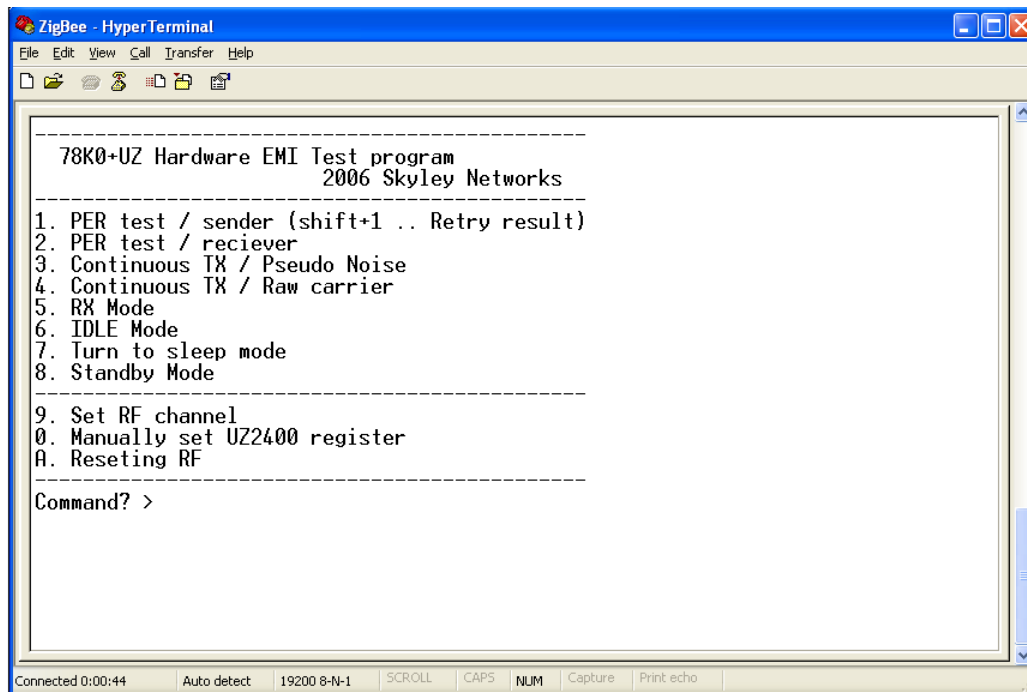 ZigBee - HyperTerminal
File Edit View Call Transfer Help
------------------------------------------------
78K0+UZ Hardware EMI Test program
2006 Skyley Networks
------------------------------------------------
1. PER test / sender (shift+1 .. Retry result)
2. PER test / reciever
3. Continuous TX / Pseudo Noise
4. Continuous TX / Raw carrier
5. RX Mode
6. IDLE Mode
7. Turn to sleep mode
8. Standby Mode
------------------------------------------------
9. Set RF channel
0. Manually set UZ2400 register
A. Reseting RF
------------------------------------------------
Command? >
Connected 0:00:44 Auto detect 19200 8-N-1 SCROLL CAPS NUM Capture Print echo